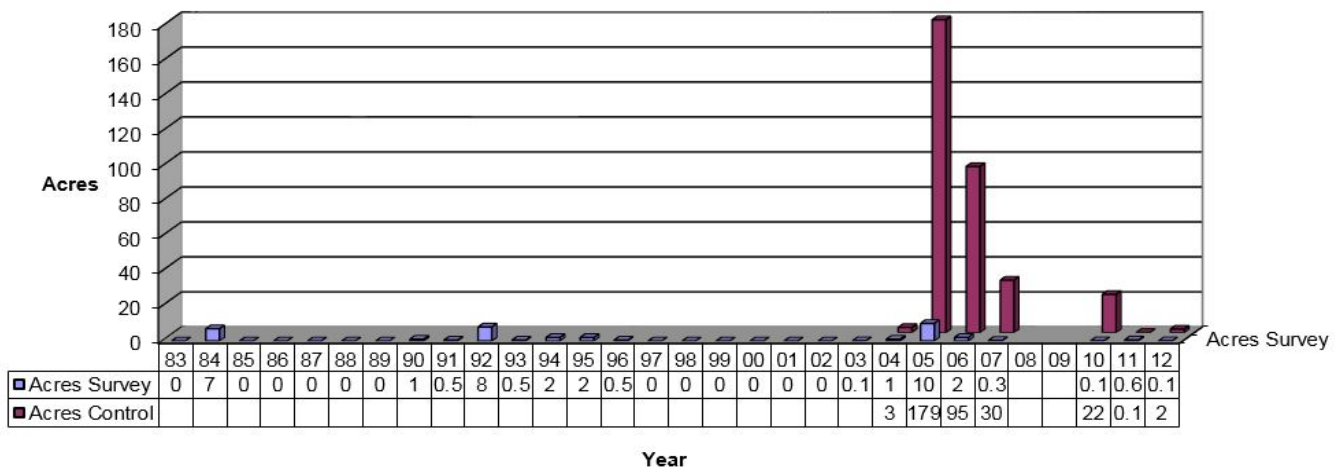 180
160
140
120
100
80
60
40
20
0
Acres
Acres Survey
83 84 85 86 87 88 89 90 91 92 93 94 95 96 97 98 99 00 01 02 03 04 05 06 07 08 09 10 11 12
Acres Survey 0 7 0 0 0 0 0 1 0.5 8 0.5 2 2 0.5 0 0 0 0 0 0 0.1 1 10 2 0.3 0.1 0.6 0.1
Acres Control 3 179 95 30 22 0.1 2
Year